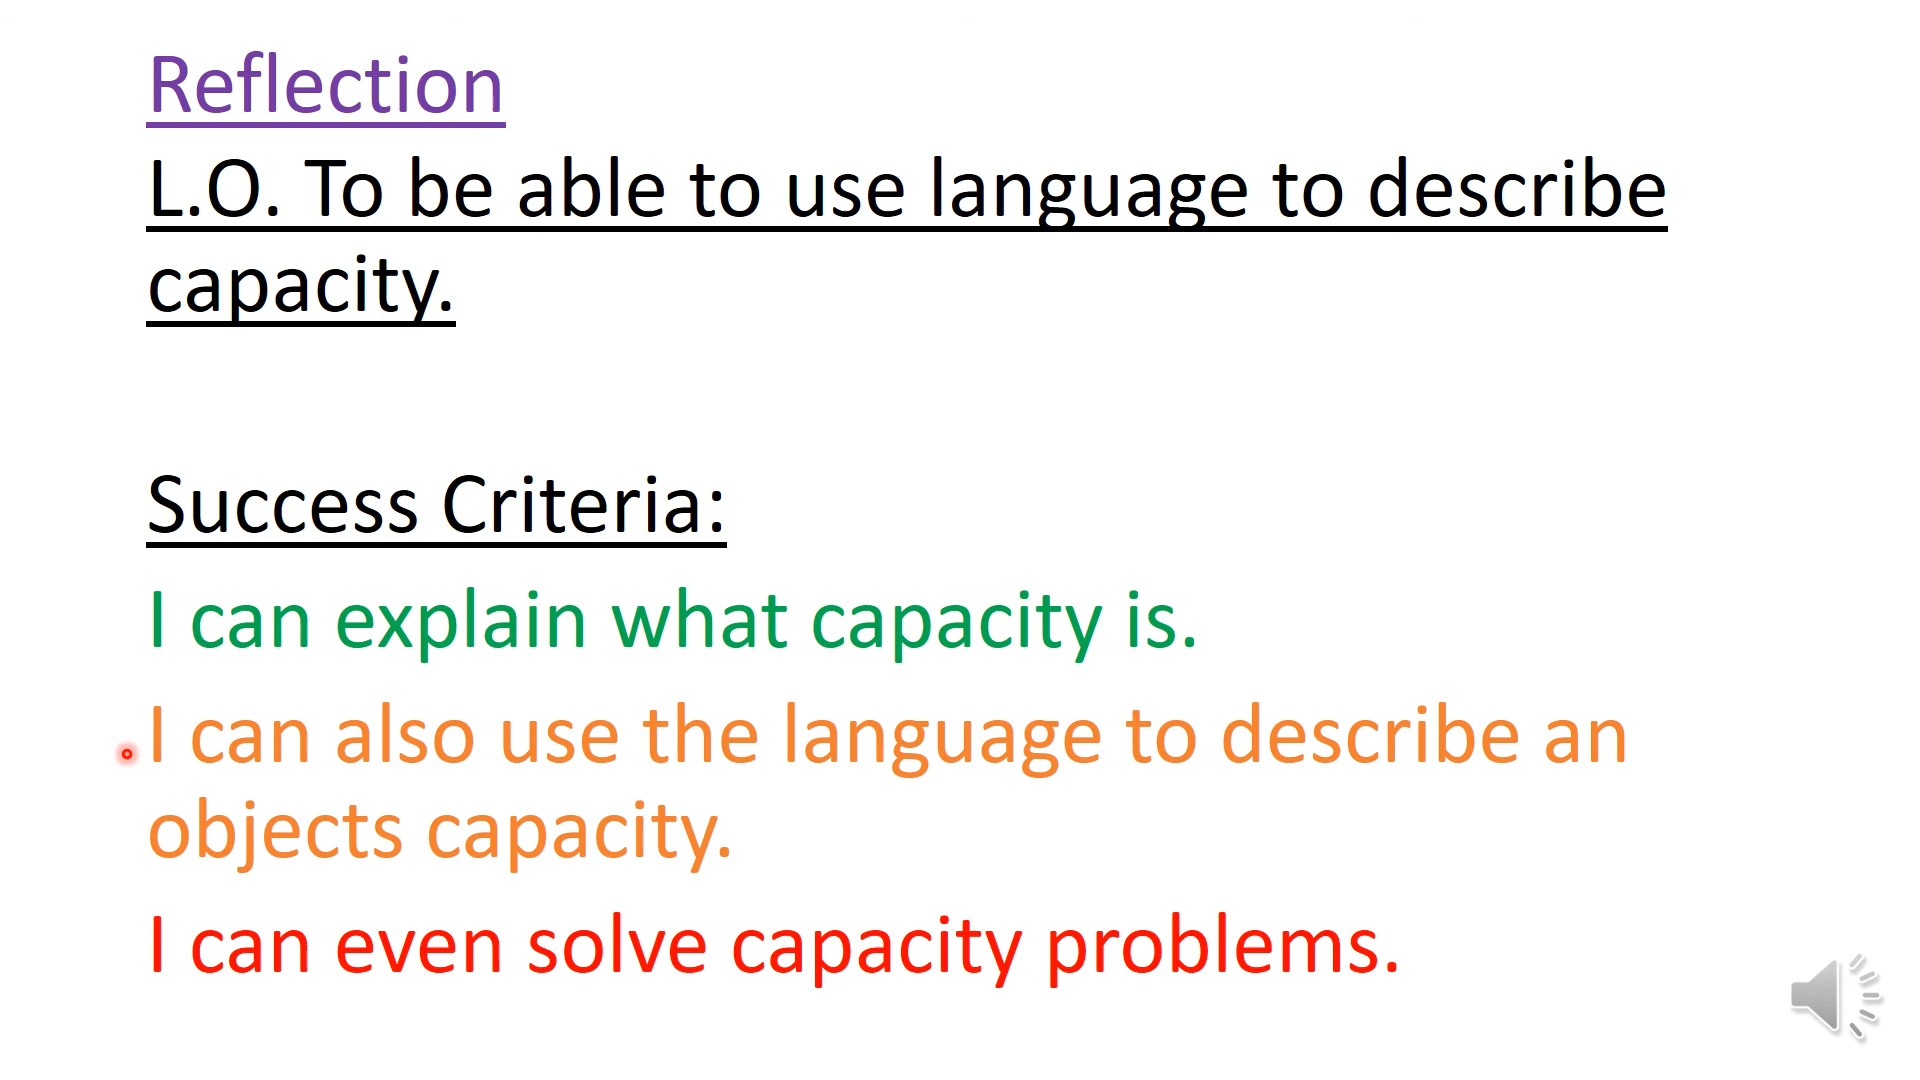 Reflection
L.O. To be able to use language to describe
capacity.
Success Criteria:
I can explain what capacity is.
I can also use the language to describe an
objects capacity.
I can even solve capacity problems.